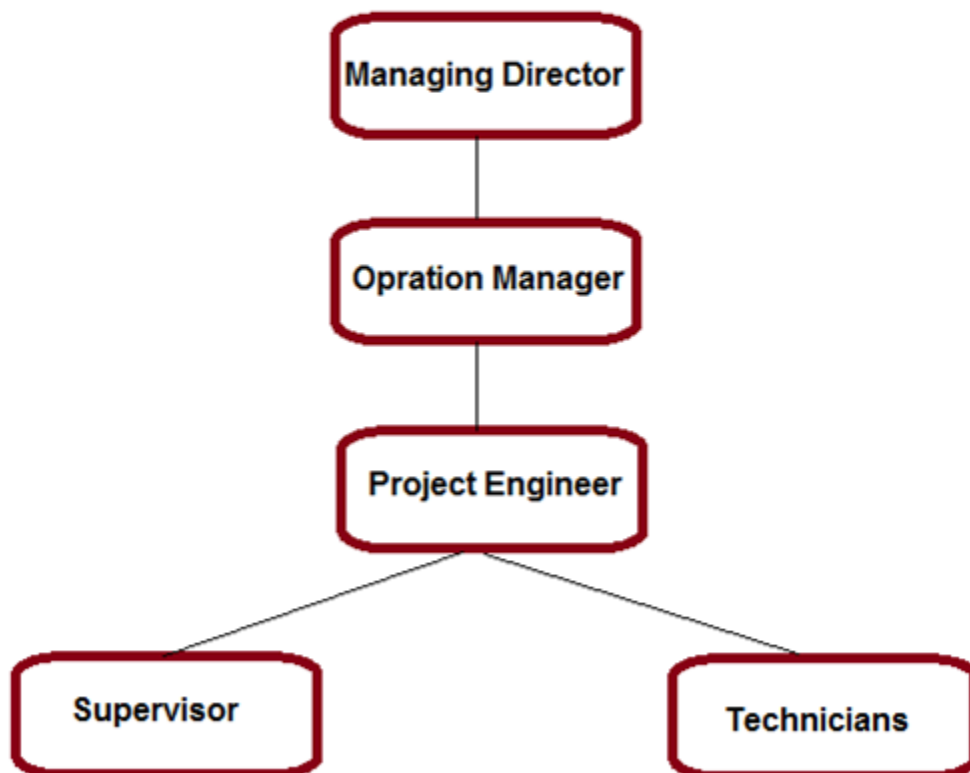 Managing Director
Opration Manager
Project Engineer
Supervisor
Technicians